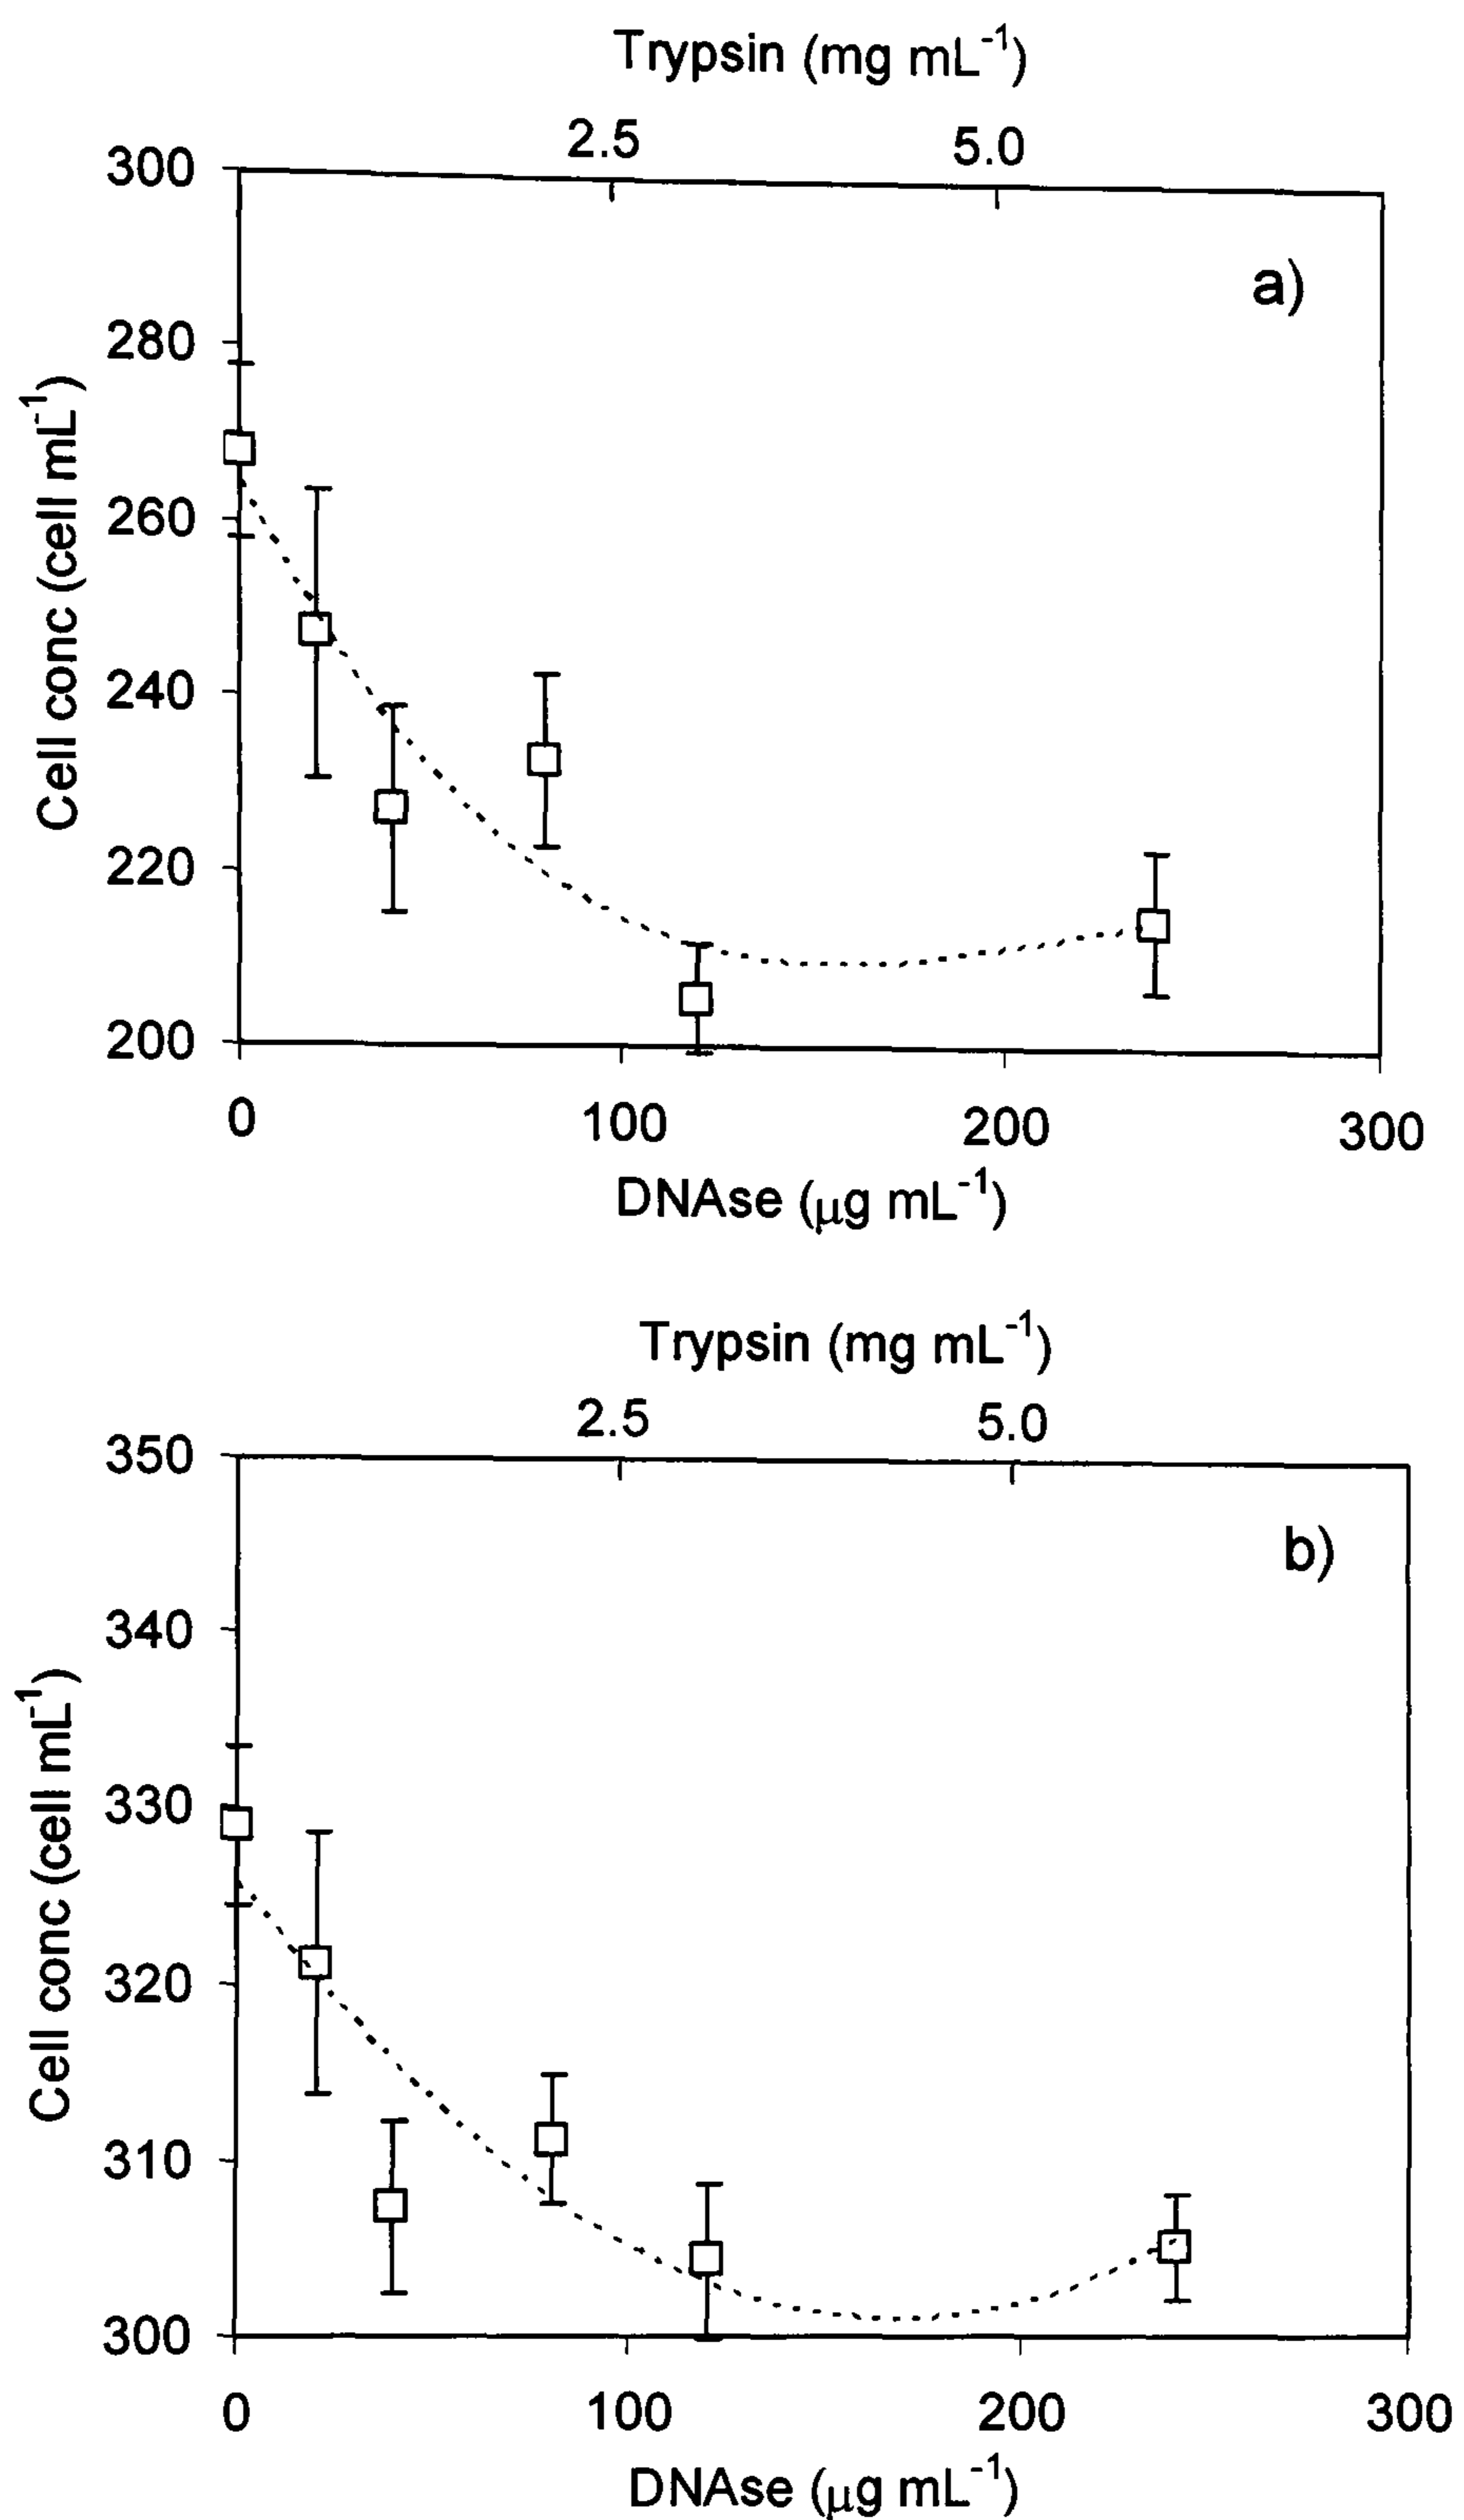 Trypsin (mg mL⁻¹)
2.5 5.0
300
a)
280
260
240
220
200
Cell conc (cell mL⁻¹)
0 100 200 300
DNAse (μg mL⁻¹)
Trypsin (mg mL⁻¹)
2.5 5.0
350
b)
340
330
320
310
300
Cell conc (cell mL⁻¹)
0 100 200 300
DNAse (μg mL⁻¹)